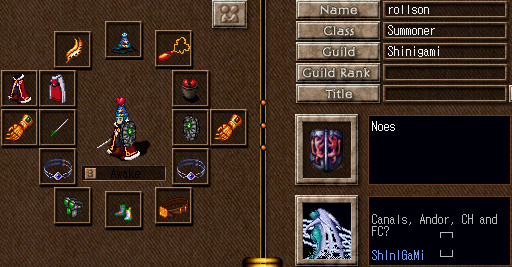 Name rollson
Class Summoner
Guild Shinigami
Guild Rank
Title
Noes
Awake
Canals, Andor, CH and
FC?
ShInIGaMi